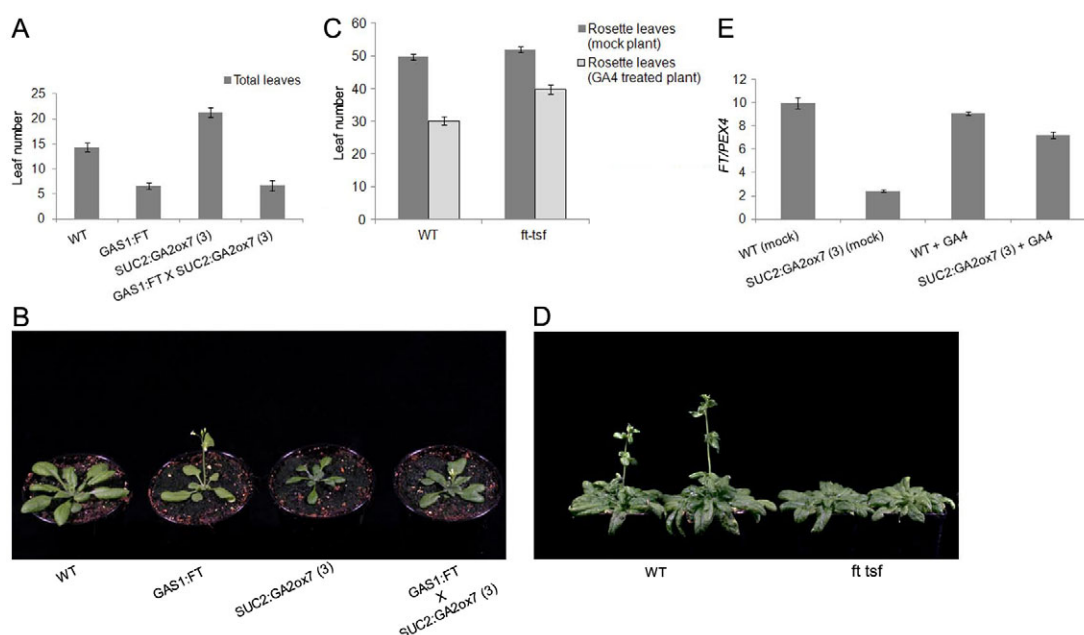 A
Total leaves
Leaf number
25
20
15
10
5
0
WT
GAS1:FT
SUC2:GA2ox7 (3)
GAS1:FT X SUC2:GA2ox7 (3)
C
Rosette leaves
(mock plant)
Rosette leaves
(GA4 treated plant)
Leaf number
60
50
40
30
20
10
0
WT
ft-tsf
E
FT/PEX4
12
10
8
6
4
2
0
WT (mock)
SUC2:GA2ox7 (3) (mock)
WT + GA4
SUC2:GA2ox7 (3) + GA4
B
WT
GAS1:FT
SUC2:GA2ox7 (3)
GAS1:FT
X
SUC2:GA2ox7 (3)
D
WT
ft tsf